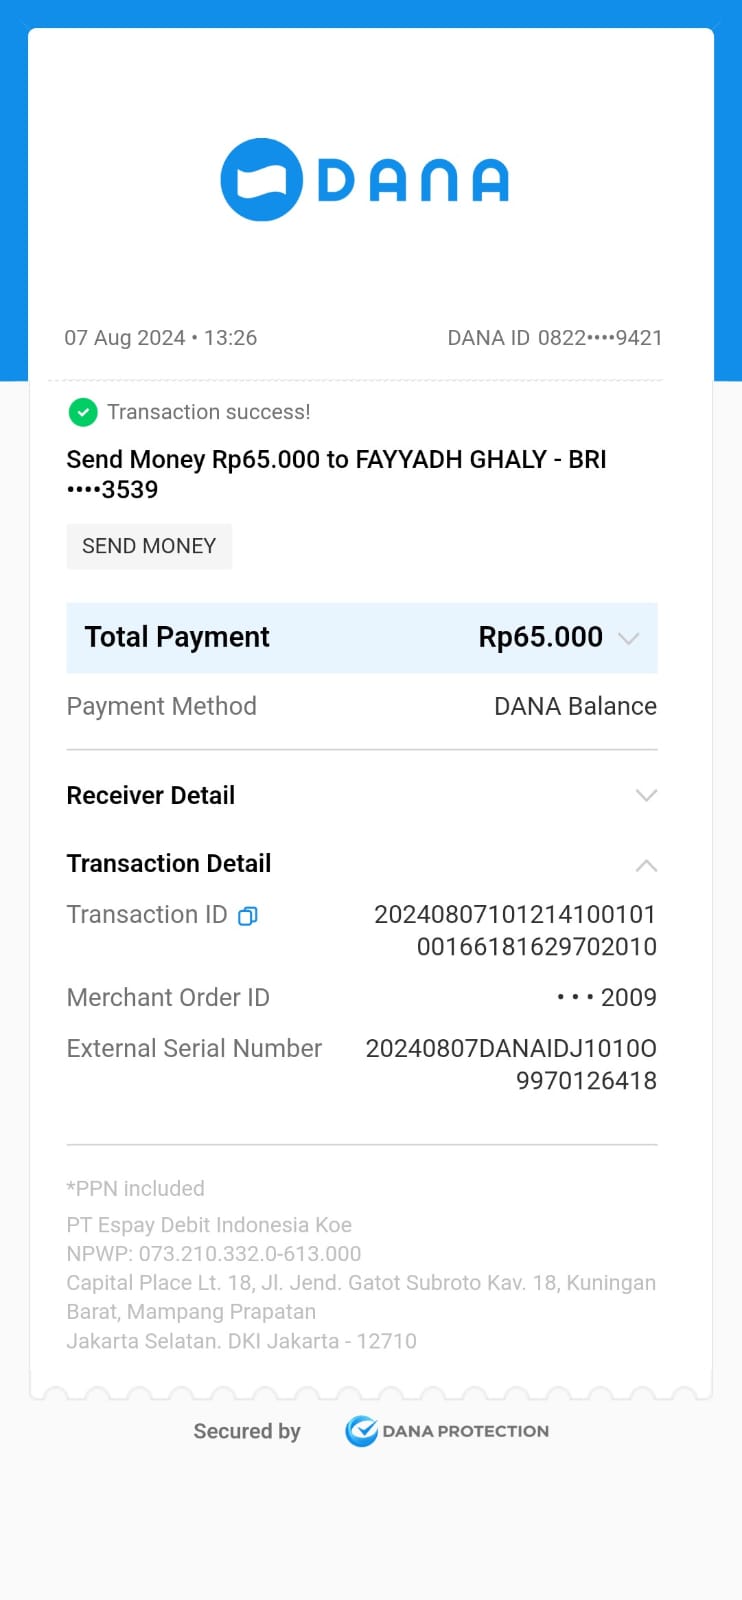 DANA
07 Aug 2024 • 13:26 DANA ID 0822••••9421
Transaction success!
Send Money Rp65.000 to FAYYADH GHALY - BRI
••••3539
SEND MONEY
Total Payment Rp65.000
Payment Method DANA Balance
Receiver Detail
Transaction Detail
Transaction ID 20240807101214100101
00166181629702010
Merchant Order ID • • • 2009
External Serial Number 20240807DANAIDJ1010O
9970126418
*PPN included
PT Espay Debit Indonesia Koe
NPWP: 073.210.332.0-613.000
Capital Place Lt. 18, Jl. Jend. Gatot Subroto Kav. 18, Kuningan
Barat, Mampang Prapatan
Jakarta Selatan. DKI Jakarta - 12710
Secured by DANA PROTECTION